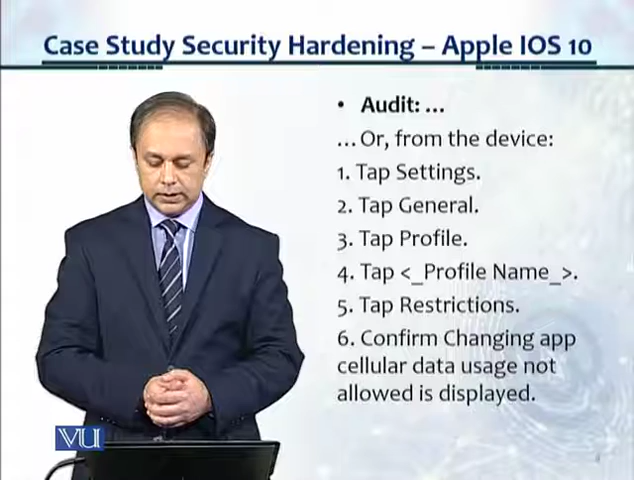 Case Study Security Hardening – Apple IOS 10
• Audit: ...
...Or, from the device:
1. Tap Settings.
2. Tap General.
3. Tap Profile.
4. Tap <_Profile Name_>.
5. Tap Restrictions.
6. Confirm Changing app
cellular data usage not
allowed is displayed.
VU